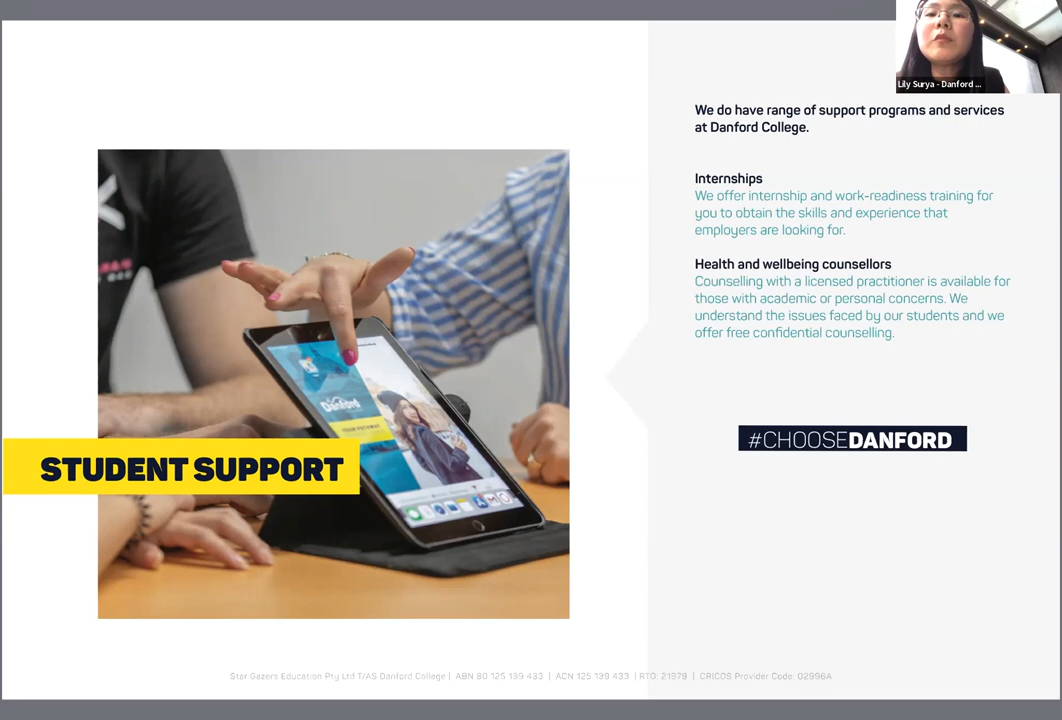 Lily Surya - Danford ...
We do have range of support programs and services
at Danford College.
Internships
We offer internship and work-readiness training for
you to obtain the skills and experience that
employers are looking for.
Health and wellbeing counsellors
Counselling with a licensed practitioner is available for
those with academic or personal concerns. We
understand the issues faced by our students and we
offer free confidential counselling.
#CHOOSEDANFORD
Danford
YOUR PATHWAY
STUDENT SUPPORT
Star Gazers Education Pty Ltd T/AS Danford College | ABN 80 125 139 433 | ACN 125 139 433 | RTO: 21979 | CRICOS Provider Code: 02996A